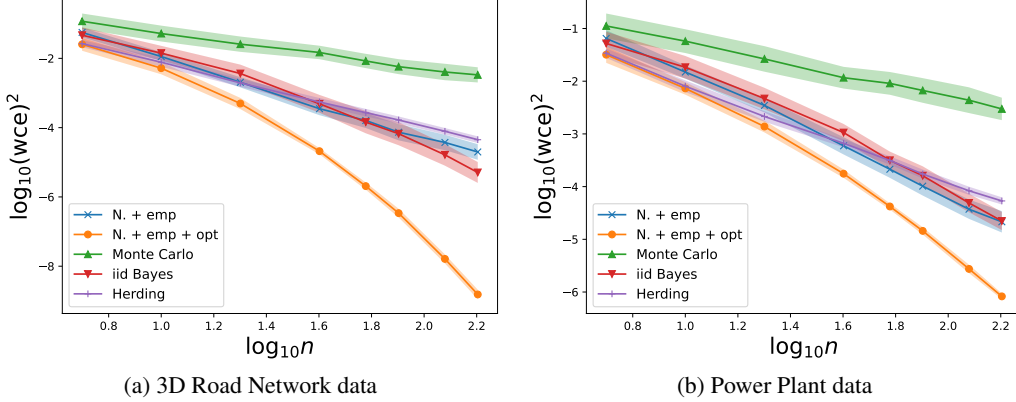 log₁₀(wce)²
−2
−4
−6
−8
N. + emp
N. + emp + opt
Monte Carlo
iid Bayes
Herding
0.8 1.0 1.2 1.4 1.6 1.8 2.0 2.2
log₁₀n
(a) 3D Road Network data
log₁₀(wce)²
−1
−2
−3
−4
−5
−6
N. + emp
N. + emp + opt
Monte Carlo
iid Bayes
Herding
0.8 1.0 1.2 1.4 1.6 1.8 2.0 2.2
log₁₀n
(b) Power Plant data